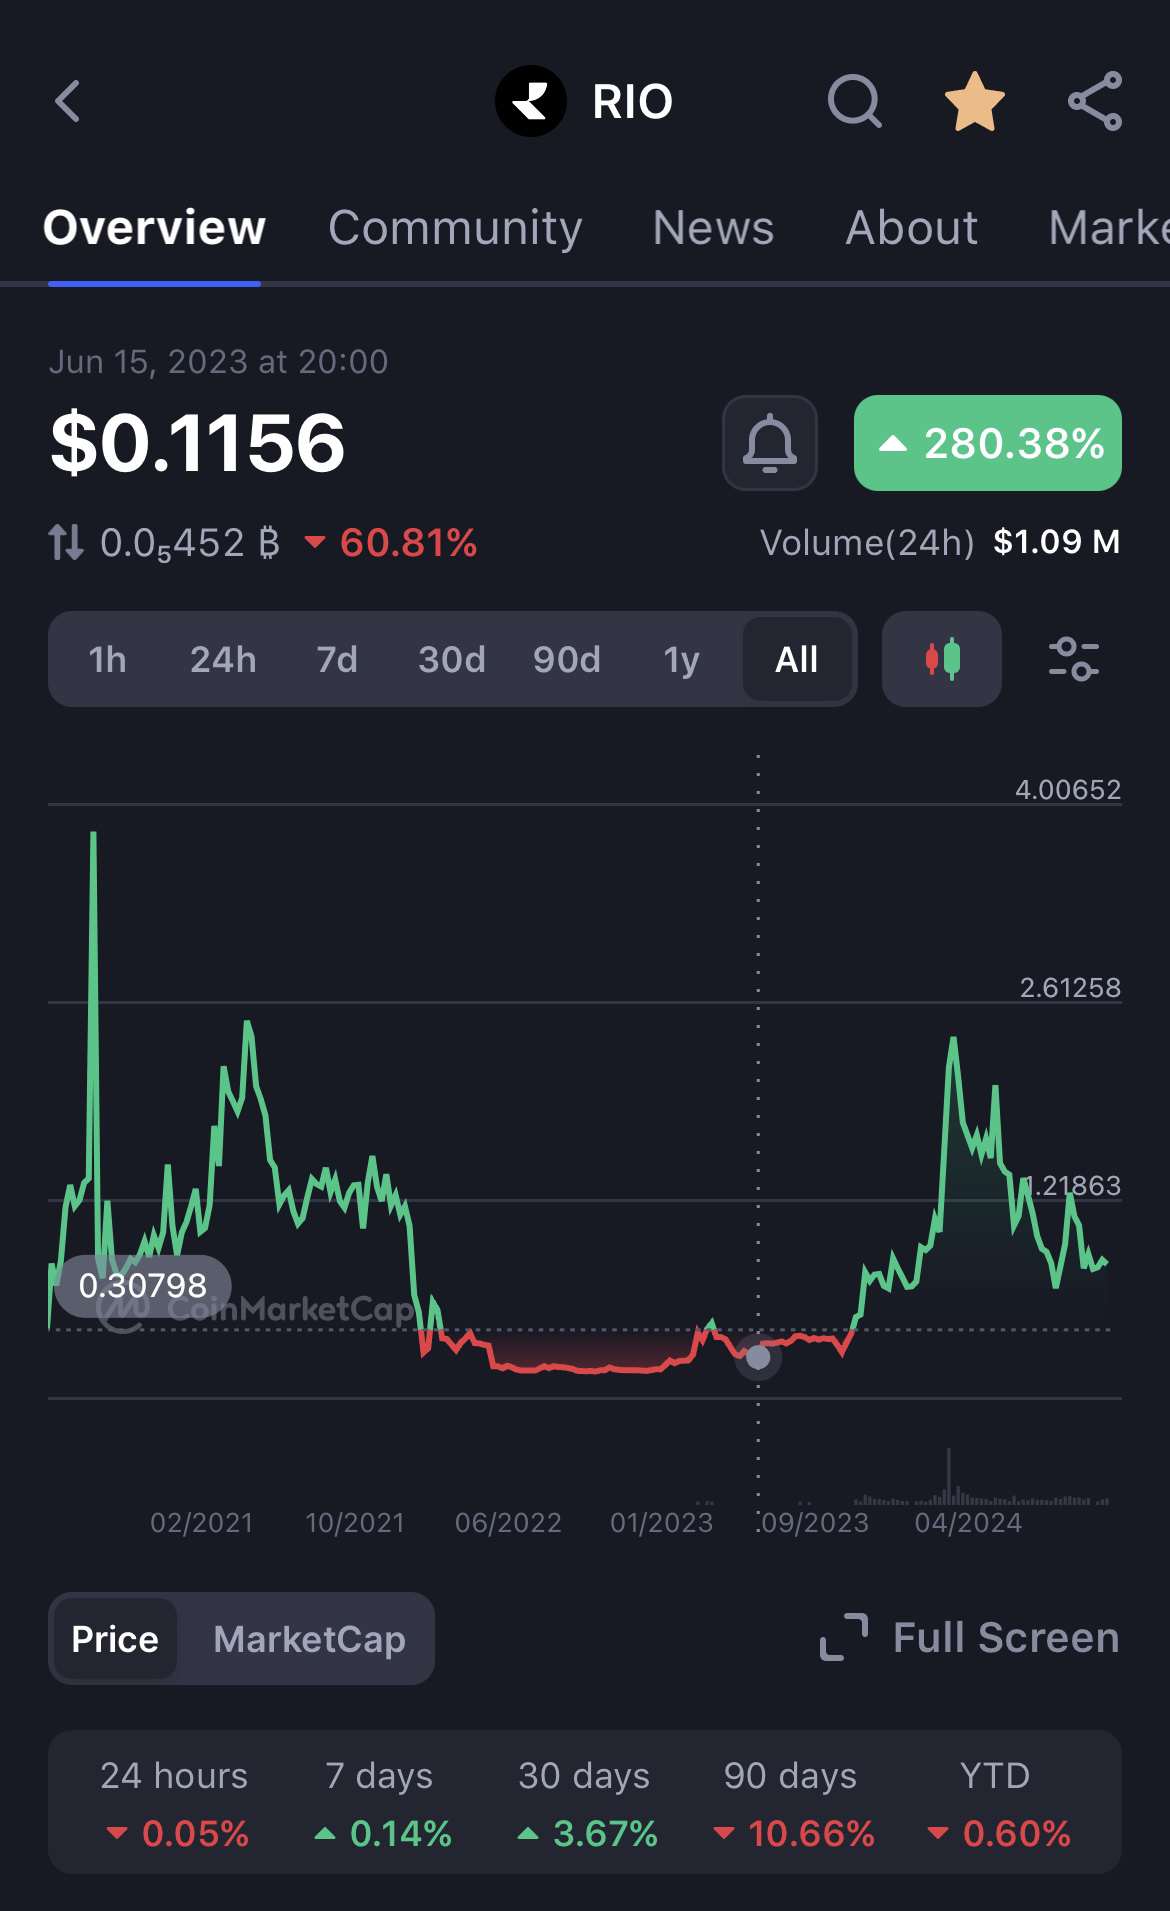 RIO
Overview Community News About Marke
Jun 15, 2023 at 20:00
$0.1156
280.38%
0.0₅452 ₿ 60.81%
Volume(24h) $1.09 M
1h 24h 7d 30d 90d 1y All
4.00652
2.61258
1.21863
0.30798
CoinMarketCap
02/2021 10/2021 06/2022 01/2023 09/2023 04/2024
Price MarketCap
Full Screen
24 hours 7 days 30 days 90 days YTD
0.05% 0.14% 3.67% 10.66% 0.60%